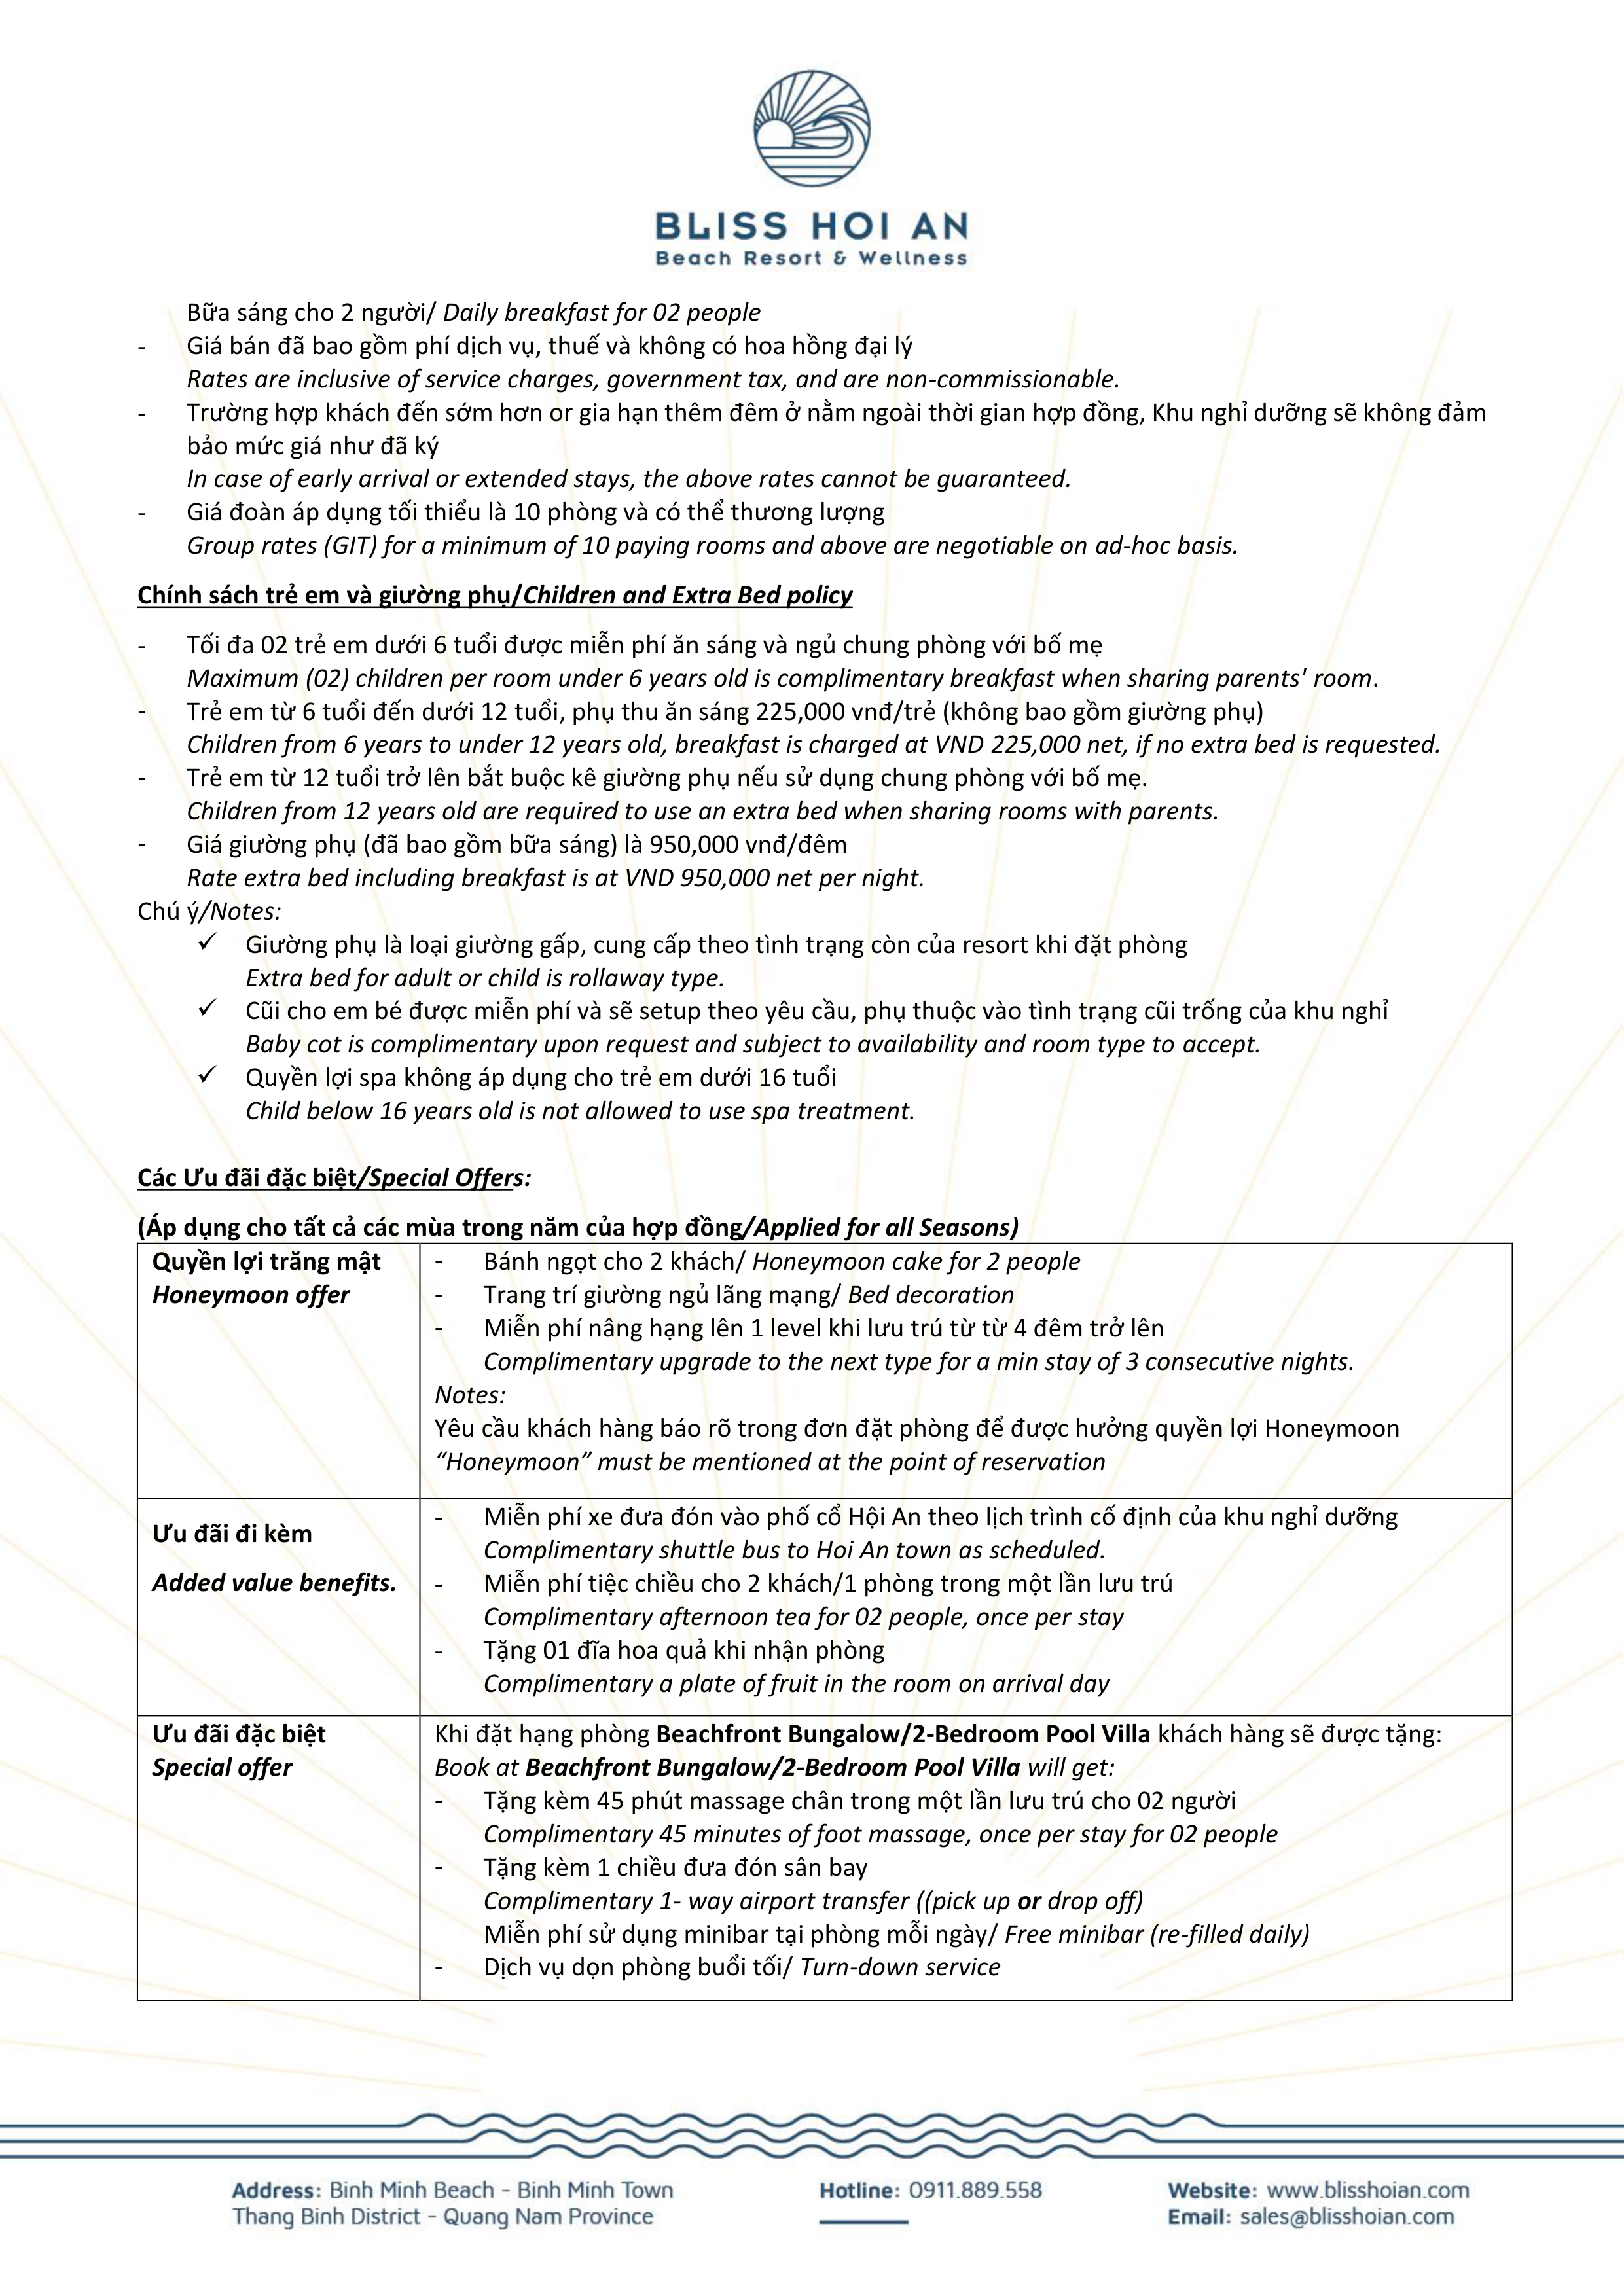 BLISS HOI AN
Beach Resort & Wellness
Bữa sáng cho 2 người/ Daily breakfast for 02 people
- Giá bán đã bao gồm phí dịch vụ, thuế và không có hoa hồng đại lý
Rates are inclusive of service charges, government tax, and are non-commissionable.
- Trường hợp khách đến sớm hơn or gia hạn thêm đêm ở nằm ngoài thời gian hợp đồng, Khu nghỉ dưỡng sẽ không đảm
bảo mức giá như đã ký
In case of early arrival or extended stays, the above rates cannot be guaranteed.
- Giá đoàn áp dụng tối thiểu là 10 phòng và có thể thương lượng
Group rates (GIT) for a minimum of 10 paying rooms and above are negotiable on ad-hoc basis.
Chính sách trẻ em và giường phụ/Children and Extra Bed policy
- Tối đa 02 trẻ em dưới 6 tuổi được miễn phí ăn sáng và ngủ chung phòng với bố mẹ
Maximum (02) children per room under 6 years old is complimentary breakfast when sharing parents' room.
- Trẻ em từ 6 tuổi đến dưới 12 tuổi, phụ thu ăn sáng 225,000 vnđ/trẻ (không bao gồm giường phụ)
Children from 6 years to under 12 years old, breakfast is charged at VND 225,000 net, if no extra bed is requested.
- Trẻ em từ 12 tuổi trở lên bắt buộc kê giường phụ nếu sử dụng chung phòng với bố mẹ.
Children from 12 years old are required to use an extra bed when sharing rooms with parents.
- Giá giường phụ (đã bao gồm bữa sáng) là 950,000 vnđ/đêm
Rate extra bed including breakfast is at VND 950,000 net per night.
Chú ý/Notes:
✓ Giường phụ là loại giường gấp, cung cấp theo tình trạng còn của resort khi đặt phòng
Extra bed for adult or child is rollaway type.
✓ Cũi cho em bé được miễn phí và sẽ setup theo yêu cầu, phụ thuộc vào tình trạng cũi trống của khu nghỉ
Baby cot is complimentary upon request and subject to availability and room type to accept.
✓ Quyền lợi spa không áp dụng cho trẻ em dưới 16 tuổi
Child below 16 years old is not allowed to use spa treatment.
Các Ưu đãi đặc biệt/Special Offers:
(Áp dụng cho tất cả các mùa trong năm của hợp đồng/Applied for all Seasons)
Quyền lợi trăng mật
Honeymoon offer
- Bánh ngọt cho 2 khách/ Honeymoon cake for 2 people
- Trang trí giường ngủ lãng mạng/ Bed decoration
- Miễn phí nâng hạng lên 1 level khi lưu trú từ từ 4 đêm trở lên
Complimentary upgrade to the next type for a min stay of 3 consecutive nights.
Notes:
Yêu cầu khách hàng báo rõ trong đơn đặt phòng để được hưởng quyền lợi Honeymoon
“Honeymoon” must be mentioned at the point of reservation
Ưu đãi đi kèm
Added value benefits.
- Miễn phí xe đưa đón vào phố cổ Hội An theo lịch trình cố định của khu nghỉ dưỡng
Complimentary shuttle bus to Hoi An town as scheduled.
- Miễn phí tiệc chiều cho 2 khách/1 phòng trong một lần lưu trú
Complimentary afternoon tea for 02 people, once per stay
- Tặng 01 đĩa hoa quả khi nhận phòng
Complimentary a plate of fruit in the room on arrival day
Ưu đãi đặc biệt
Special offer
Khi đặt hạng phòng Beachfront Bungalow/2-Bedroom Pool Villa khách hàng sẽ được tặng:
Book at Beachfront Bungalow/2-Bedroom Pool Villa will get:
- Tặng kèm 45 phút massage chân trong một lần lưu trú cho 02 người
Complimentary 45 minutes of foot massage, once per stay for 02 people
- Tặng kèm 1 chiều đưa đón sân bay
Complimentary 1- way airport transfer ((pick up or drop off)
Miễn phí sử dụng minibar tại phòng mỗi ngày/ Free minibar (re-filled daily)
- Dịch vụ dọn phòng buổi tối/ Turn-down service
Address: Binh Minh Beach - Binh Minh Town
Thang Binh District - Quang Nam Province
Hotline: 0911.889.558
Website: www.blisshoian.com
Email: sales@blisshoian.com